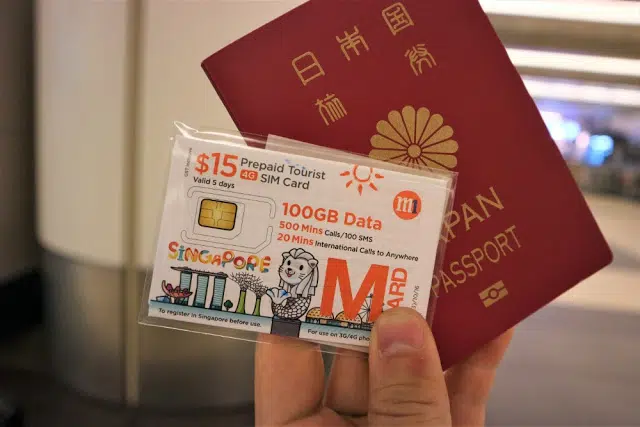 日本国
旅券
JAPAN
PASSPORT
$15 Prepaid Tourist
4G SIM Card
Valid 5 days
m1
100GB Data
500 Mins Calls/100 SMS
20 Mins International Calls to Anywhere
SINGAPORE
M CARD
To register in Singapore before use.
For use on 3G/4G pho